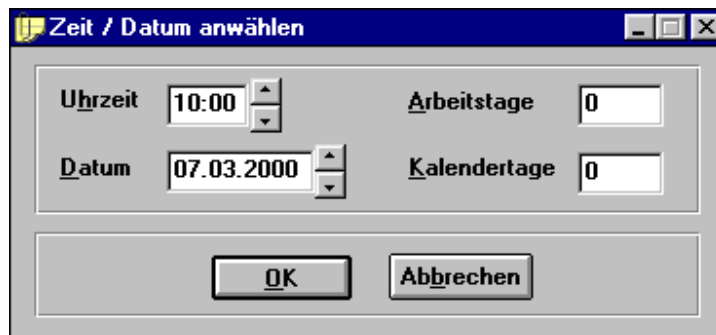 Zeit / Datum anwählen
Uhrzeit 10:00 Arbeitstage 0
Datum 07.03.2000 Kalendertage 0
OK Abbrechen